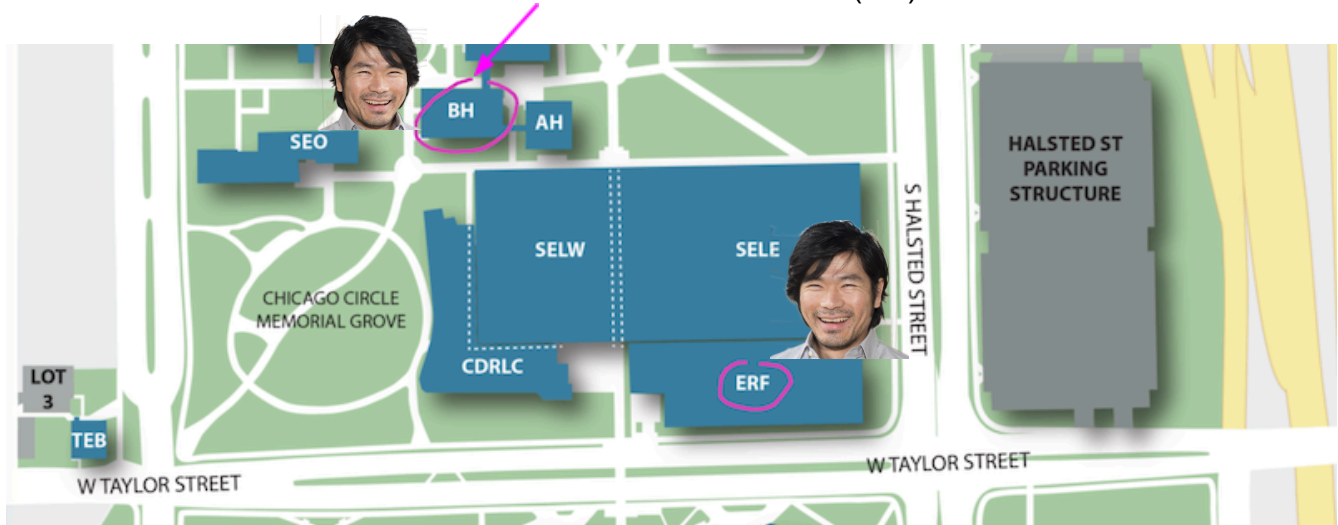 BH
AH
SEO
HALSTED ST
PARKING
STRUCTURE
S HALSTED STREET
SELW
SELE
CHICAGO CIRCLE
MEMORIAL GROVE
CDRLC
LOT
3
ERF
TEB
W TAYLOR STREET
W TAYLOR STREET